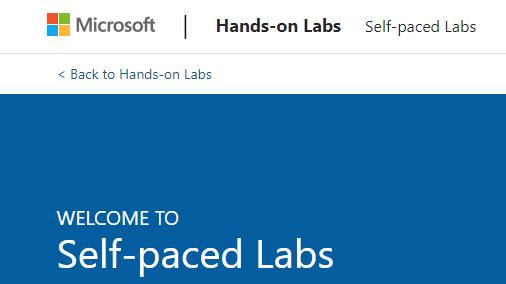 Microsoft | Hands-on Labs Self-paced Labs
< Back to Hands-on Labs
WELCOME TO
Self-paced Labs